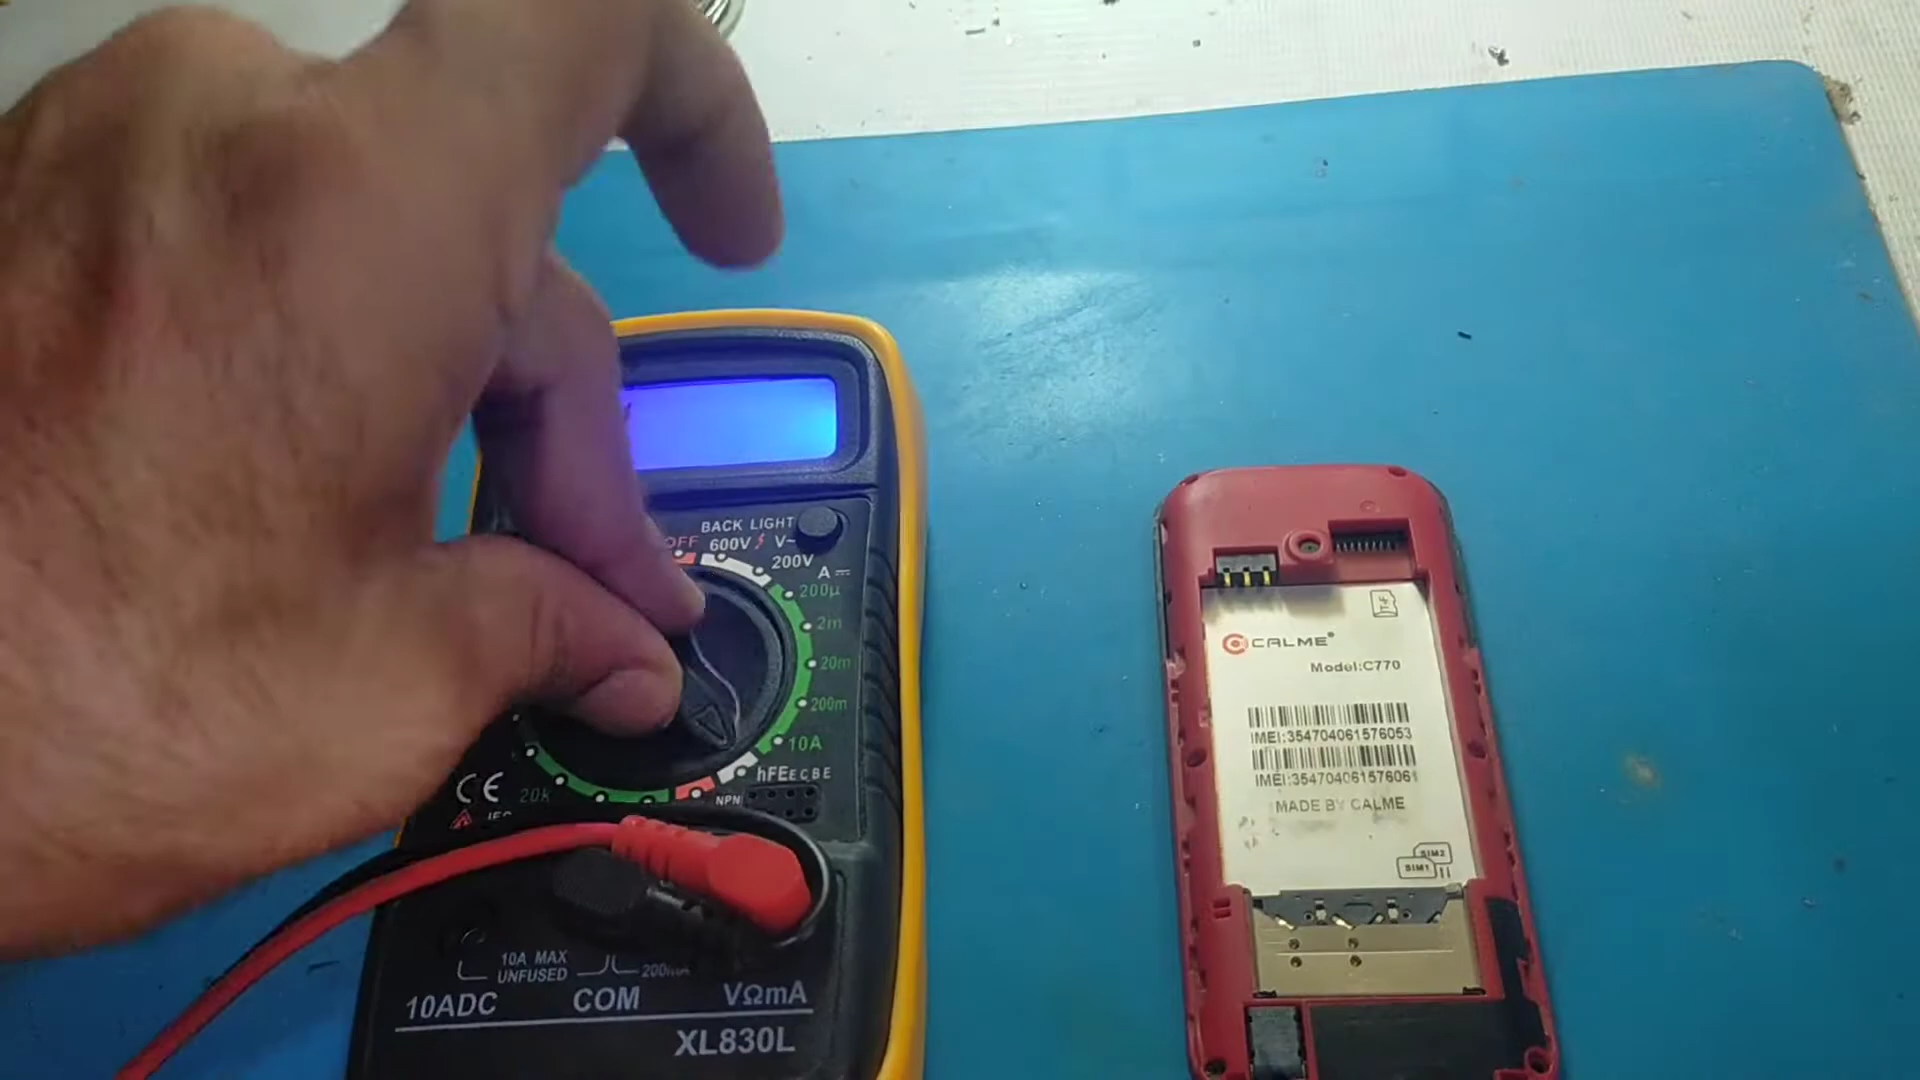 BACK LIGHT
OFF 600V V~
200V
A
200µ
2m
20m
200m
10A
hFE E C B E
NPN
CE
20k
10A MAX
UNFUSED
200mA
10ADC COM VΩmA
XL830L
T-F
CALME
Model:C770
IMEI:354704061576053
IMEI:354704061576061
MADE BY CALME
SIM2
SIM1